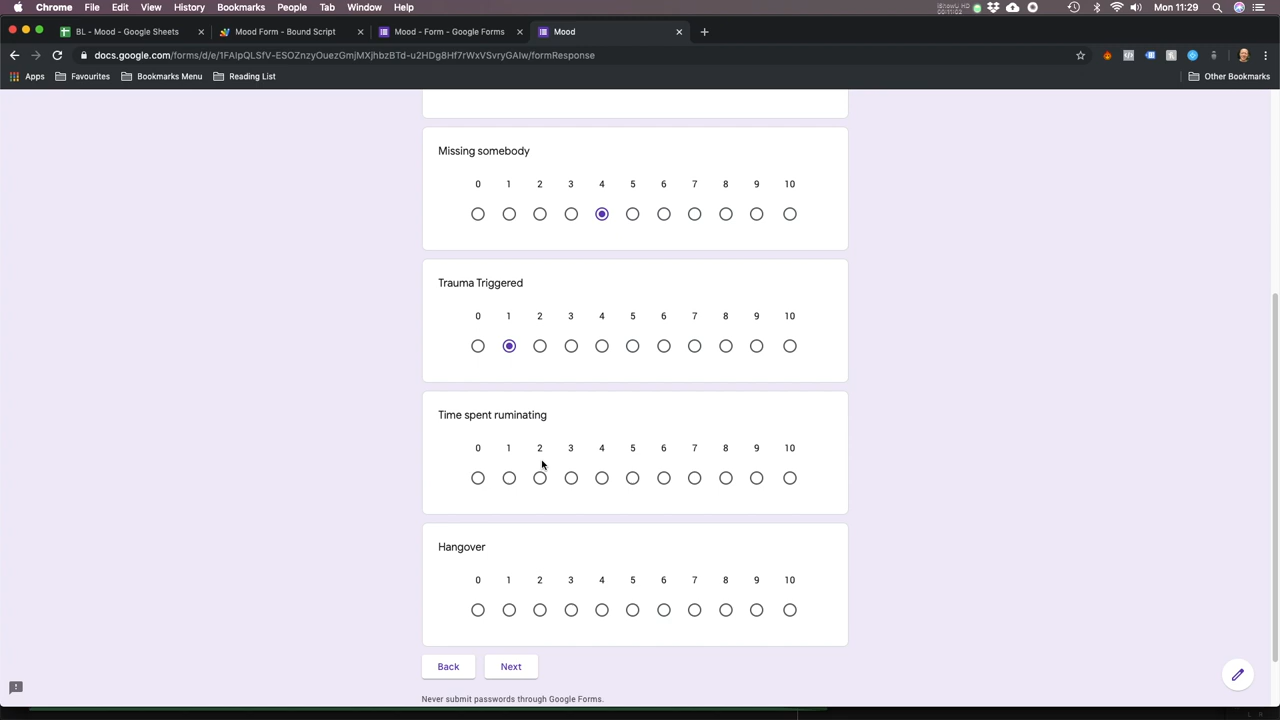 Chrome File Edit View History Bookmarks People Tab Window Help Mon 11:29
BL - Mood - Google Sheets Mood Form - Bound Script Mood - Form - Google Forms Mood
docs.google.com/forms/d/e/1FAIpQLSfV-ESOZnzyOuezGmjMXjhbzBTd-u2HDg8Hf7rWxVSvryGAIw/formResponse
Apps Favourites Bookmarks Menu Reading List Other Bookmarks
Missing somebody
0 1 2 3 4 5 6 7 8 9 10
Trauma Triggered
0 1 2 3 4 5 6 7 8 9 10
Time spent ruminating
0 1 2 3 4 5 6 7 8 9 10
Hangover
0 1 2 3 4 5 6 7 8 9 10
Back Next
Never submit passwords through Google Forms.